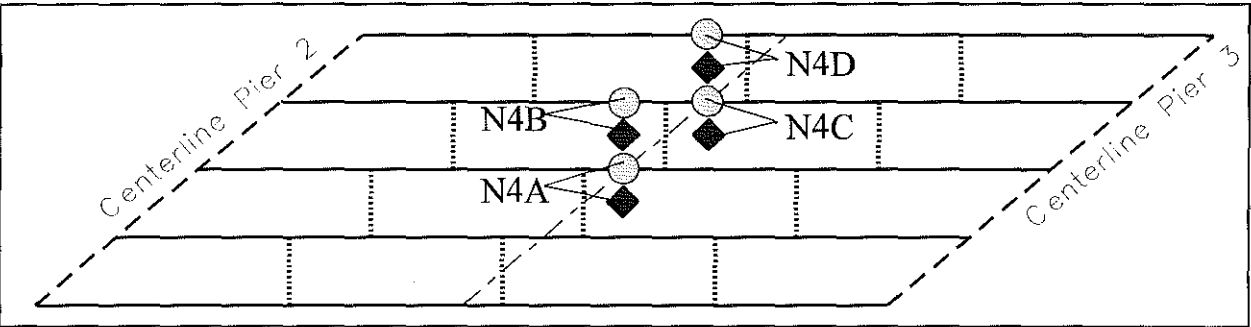 Centerline Pier 2
N4D
N4B
N4C
N4A
Centerline Pier 3